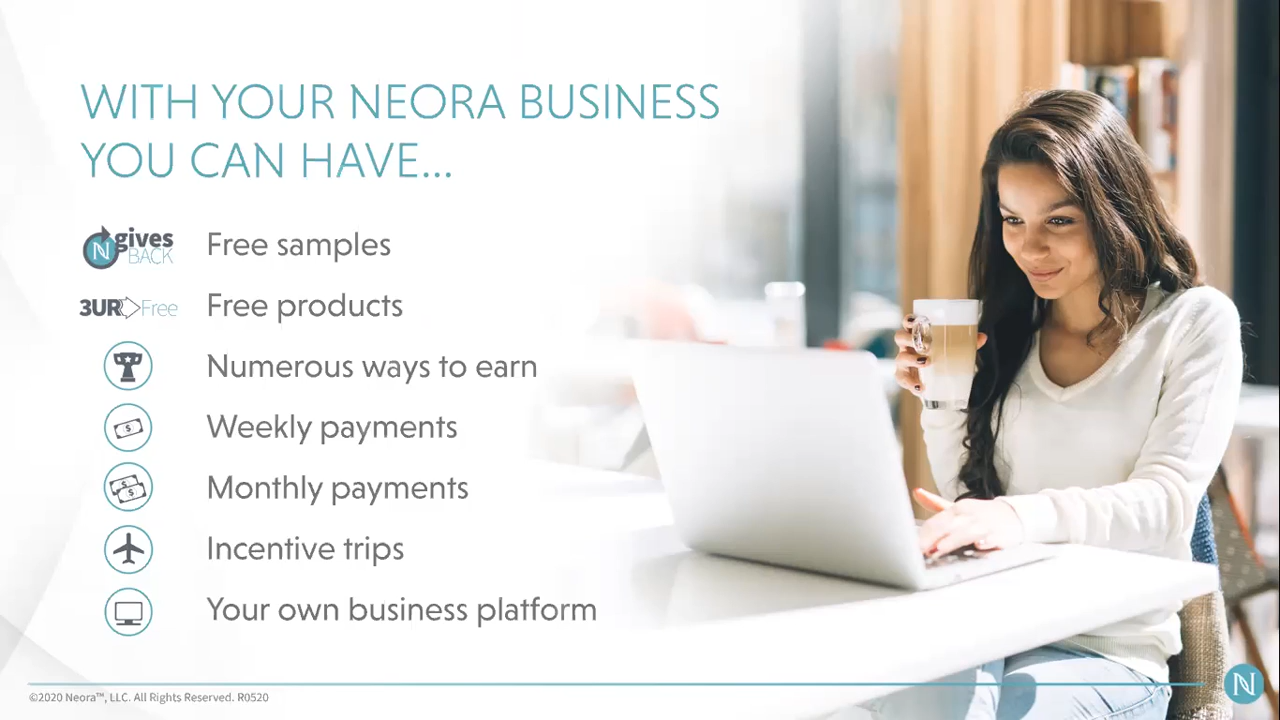 WITH YOUR NEORA BUSINESS
YOU CAN HAVE...
N gives BACK
Free samples
3UR Free
Free products
Numerous ways to earn
Weekly payments
Monthly payments
Incentive trips
Your own business platform
©2020 Neora™, LLC. All Rights Reserved. R0520
N